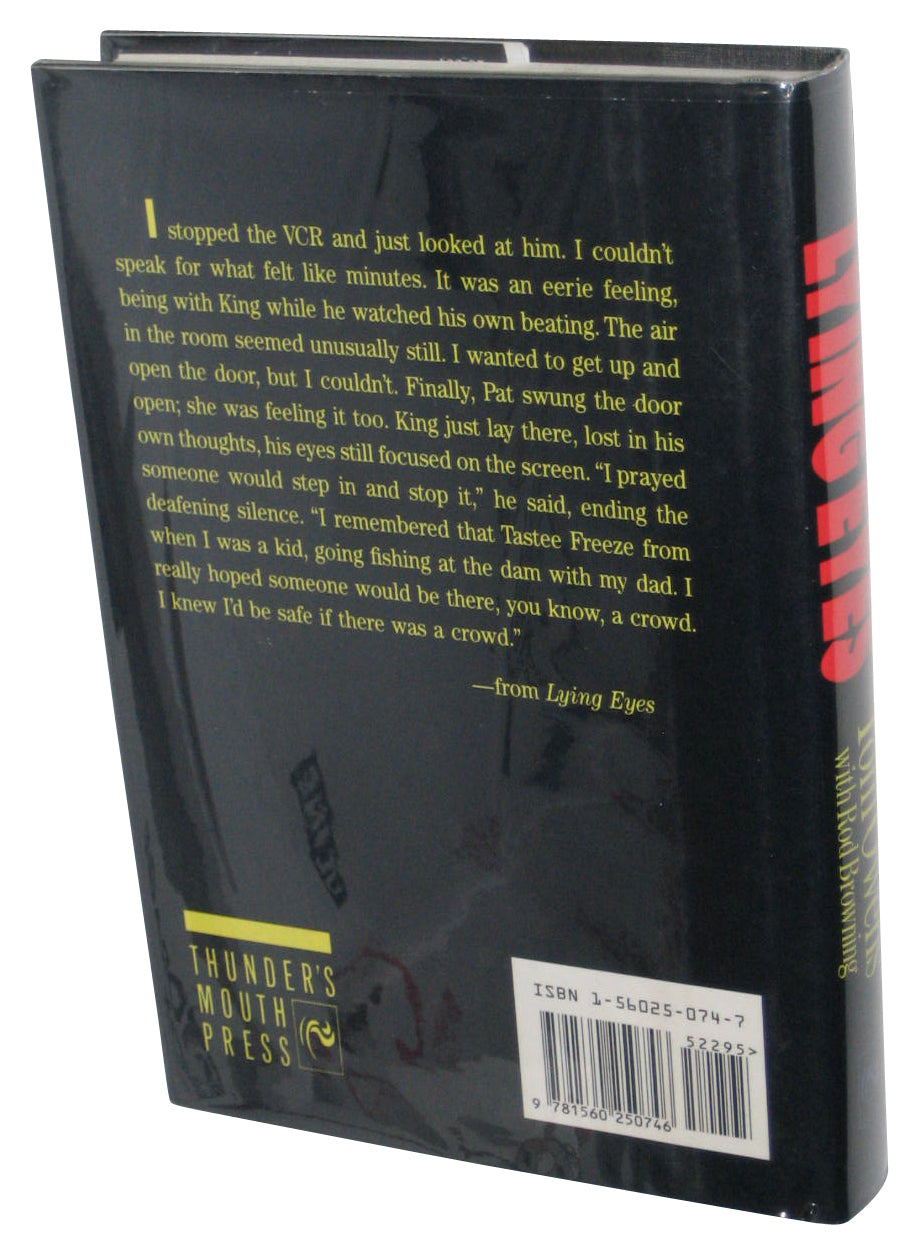 I stopped the VCR and just looked at him. I couldn't
speak for what felt like minutes. It was an eerie feeling,
being with King while he watched his own beating. The air
in the room seemed unusually still. I wanted to get up and
open the door, but I couldn't. Finally, Pat swung the door
open; she was feeling it too. King just lay there, lost in his
own thoughts, his eyes still focused on the screen. “I prayed
someone would step in and stop it,” he said, ending the
deafening silence. “I remembered that Tastee Freeze from
when I was a kid, going fishing at the dam with my dad. I
really hoped someone would be there, you know, a crowd.
I knew I'd be safe if there was a crowd.”
—from Lying Eyes
THUNDER'S
MOUTH
PRESS
ISBN 1-56025-074-7
52295>
9 781560 250746
LYING EYES
Tom Owens
with Rod Browning